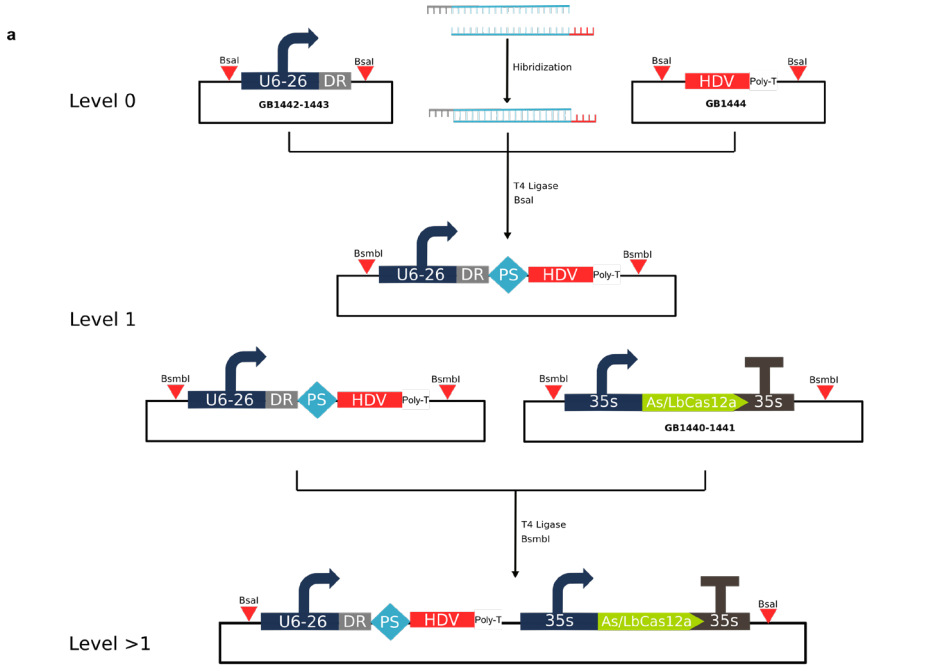 a
Level 0
BsaI
U6-26
DR
BsaI
GB1442-1443
Hibridization
BsaI
HDV
Poly-T
BsaI
GB1444
T4 Ligase
BsaI
Level 1
BsmbI
U6-26
DR
PS
HDV
Poly-T
BsmbI
BsmbI
U6-26
DR
PS
HDV
Poly-T
BsmbI
BsmbI
35s
As/LbCas12a
35s
BsmbI
GB1440-1441
T4 Ligase
BsmbI
Level >1
BsaI
U6-26
DR
PS
HDV
Poly-T
35s
As/LbCas12a
35s
BsaI